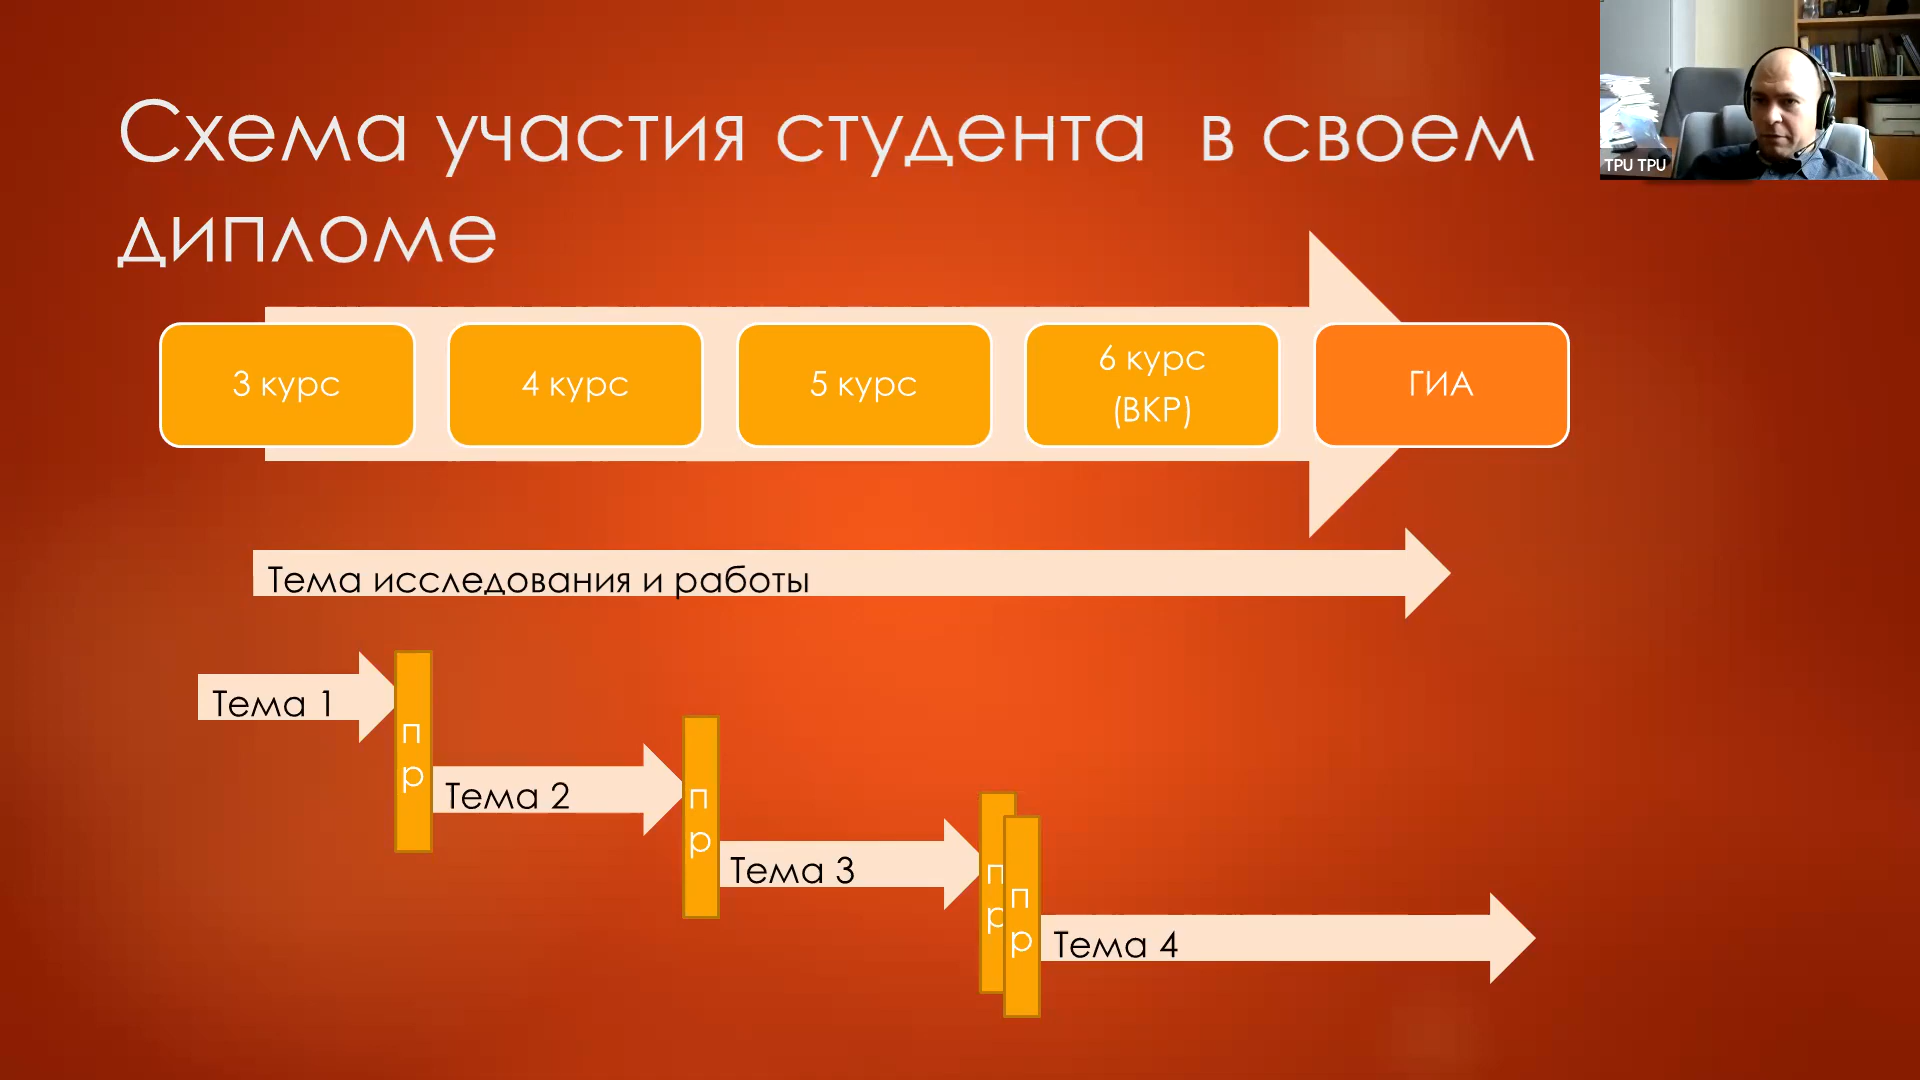 Схема участия студента в своем
дипломе
TPU TPU
3 курс
4 курс
5 курс
6 курс
(ВКР)
ГИА
Тема исследования и работы
Тема 1
п
р
Тема 2
п
р
Тема 3
п
р
п
р
Тема 4